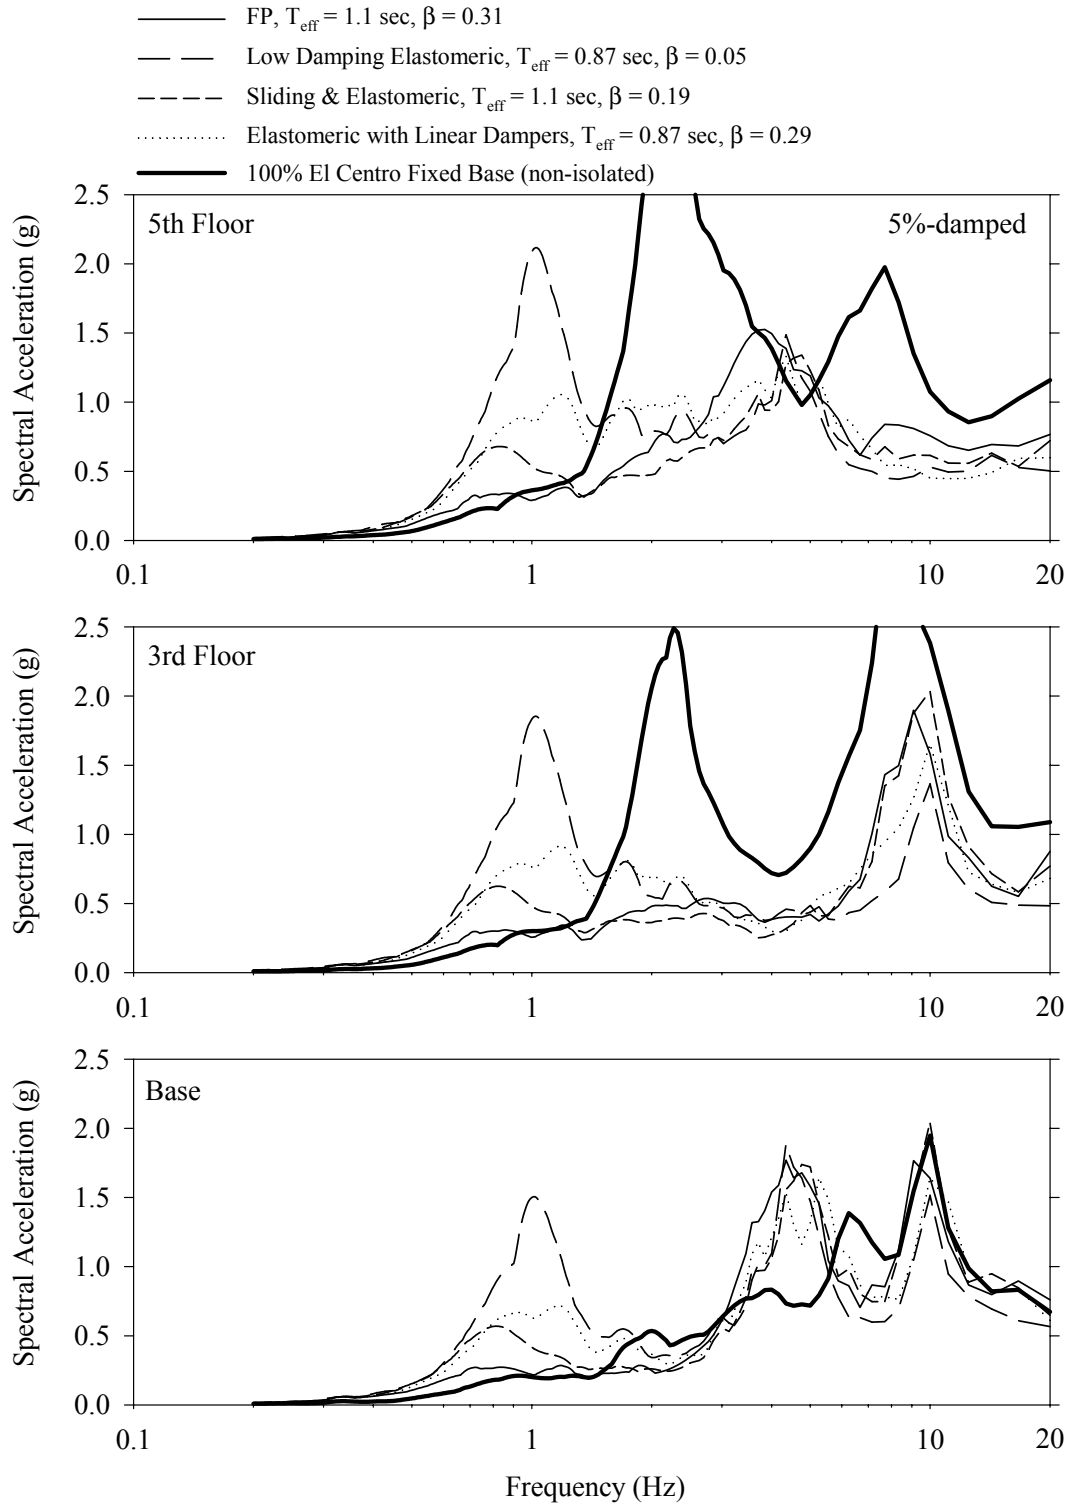 FP, Teff = 1.1 sec, β = 0.31
Low Damping Elastomeric, Teff = 0.87 sec, β = 0.05
Sliding & Elastomeric, Teff = 1.1 sec, β = 0.19
Elastomeric with Linear Dampers, Teff = 0.87 sec, β = 0.29
100% El Centro Fixed Base (non-isolated)
5th Floor
5%-damped
Spectral Acceleration (g)
2.5
2.0
1.5
1.0
0.5
0.0
0.1 1 10 20
3rd Floor
Spectral Acceleration (g)
2.5
2.0
1.5
1.0
0.5
0.0
0.1 1 10 20
Base
Spectral Acceleration (g)
2.5
2.0
1.5
1.0
0.5
0.0
0.1 1 10 20
Frequency (Hz)